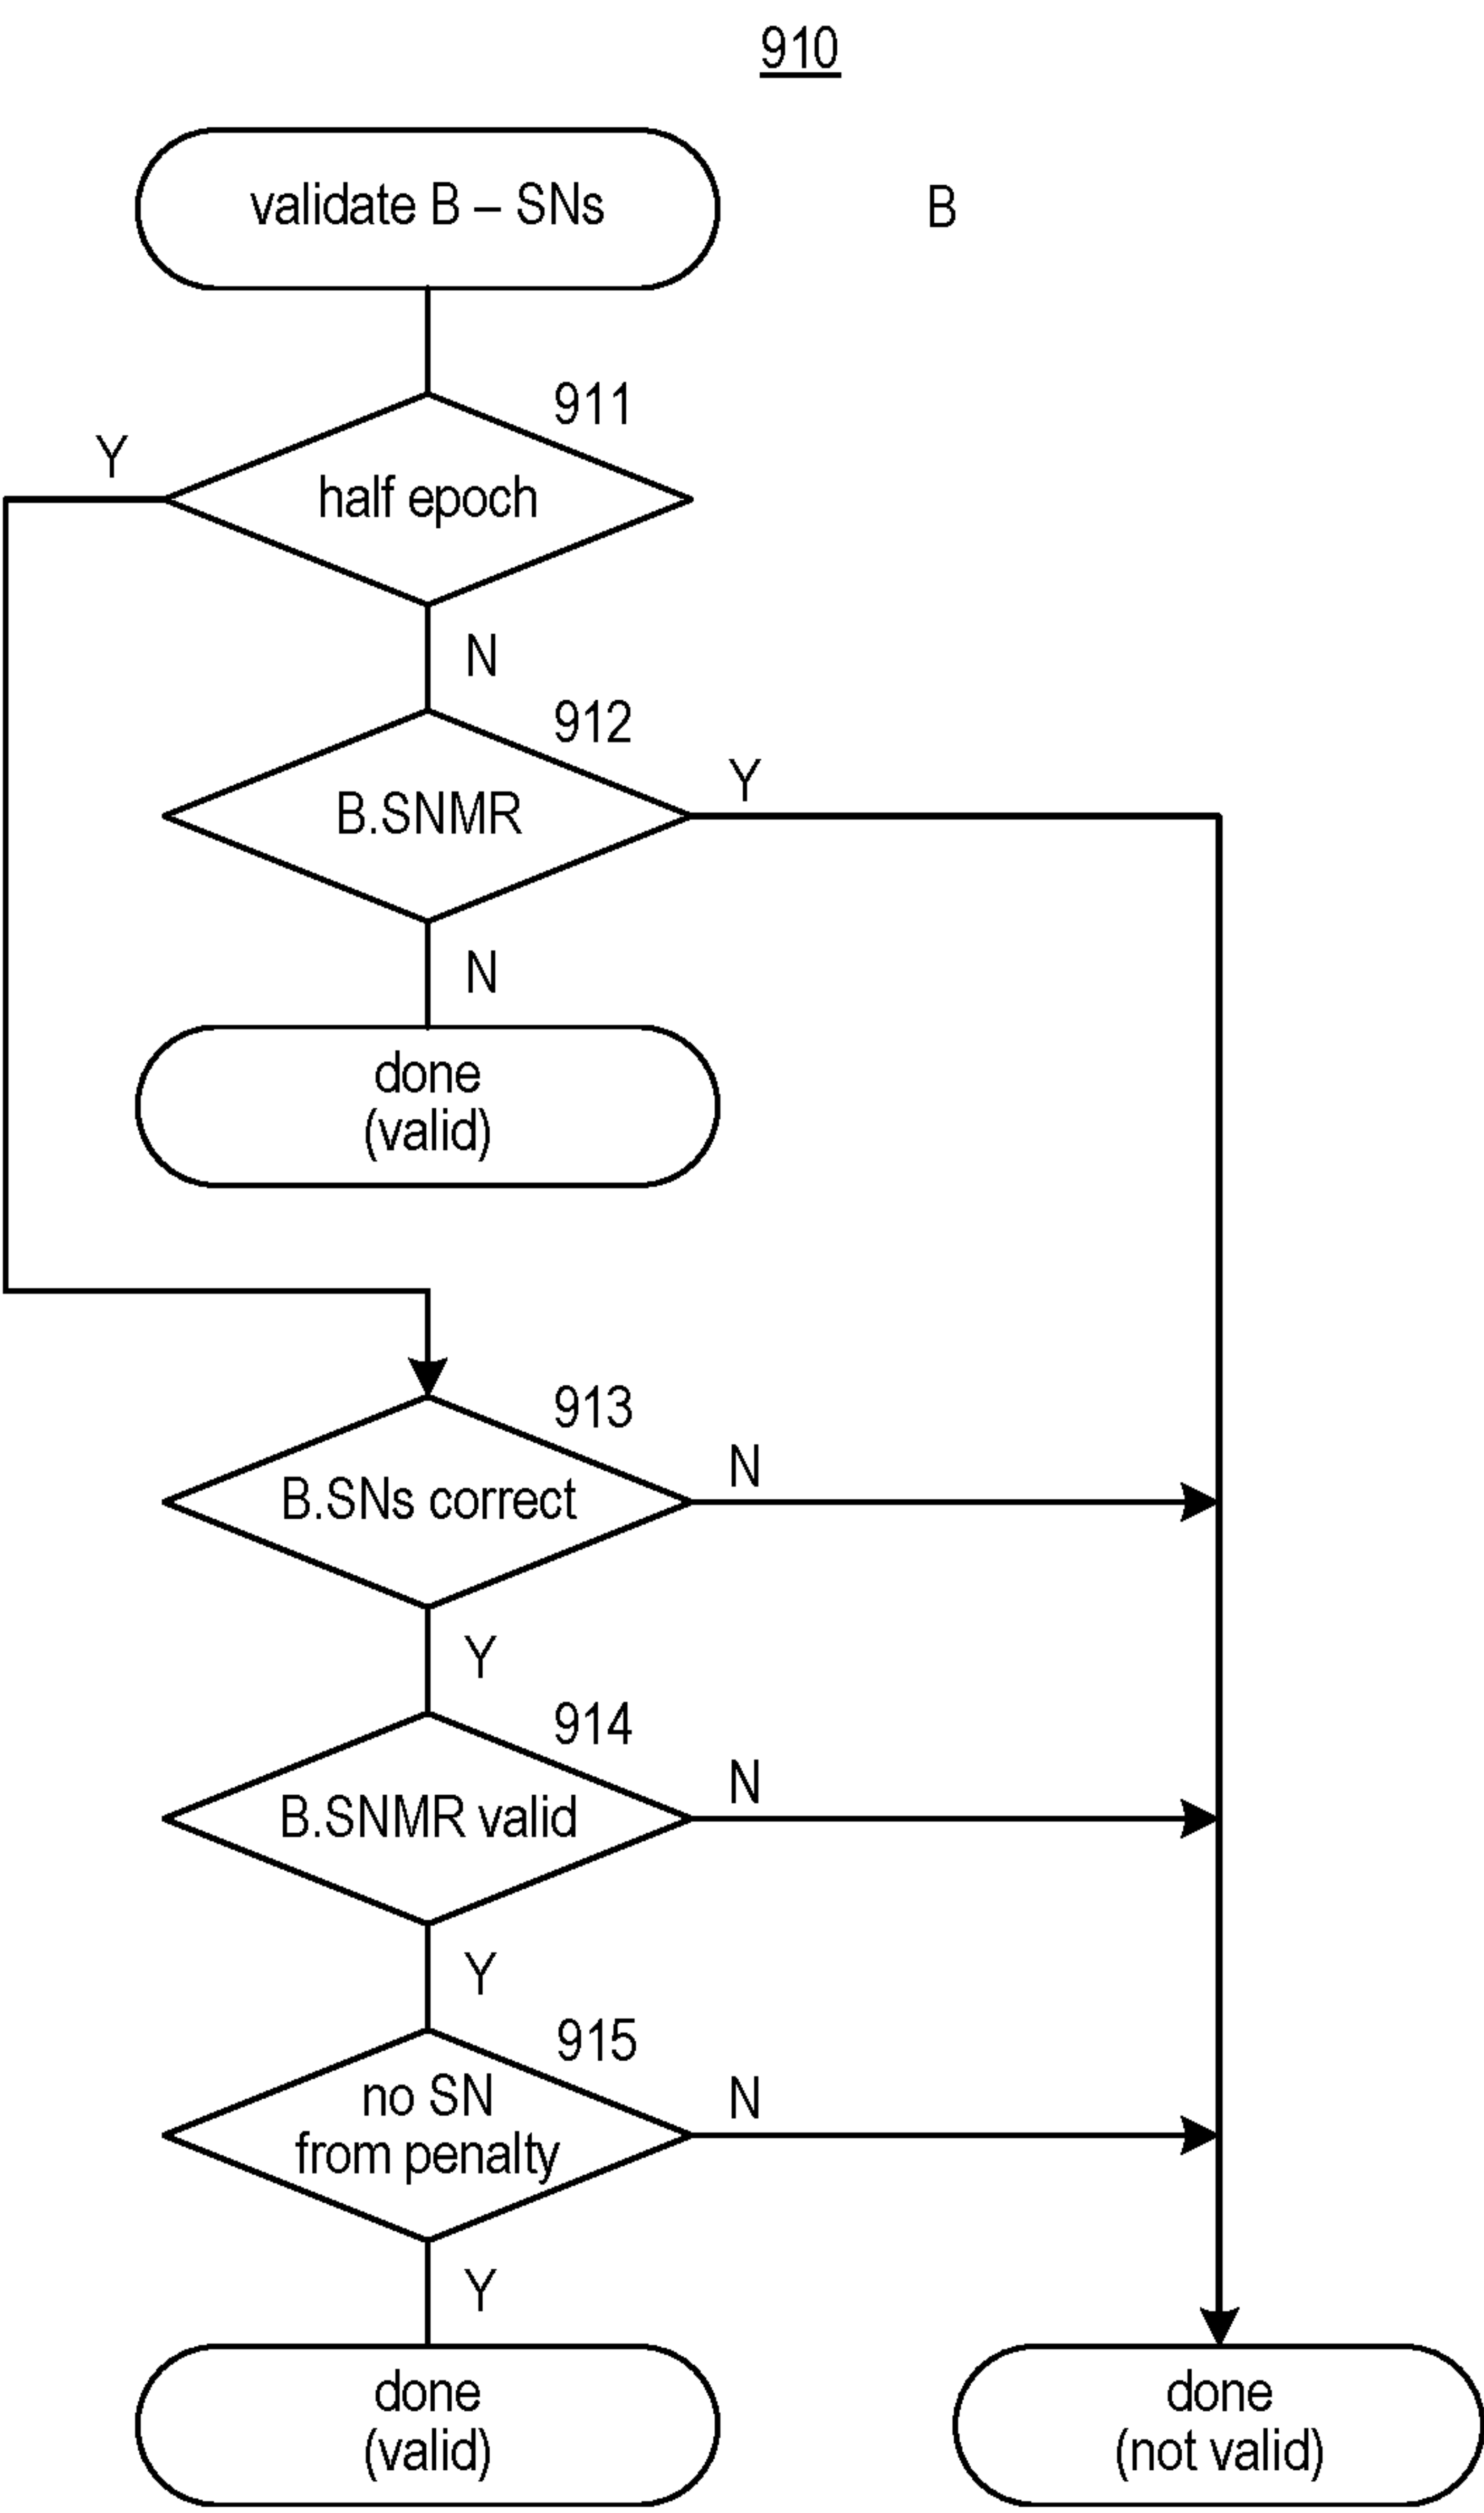 910
validate B – SNs
B
911
Y
half epoch
N
912
Y
B.SNMR
N
done
(valid)
913
N
B.SNs correct
Y
914
N
B.SNMR valid
Y
915
N
no SN
from penalty
Y
done
(valid)
done
(not valid)